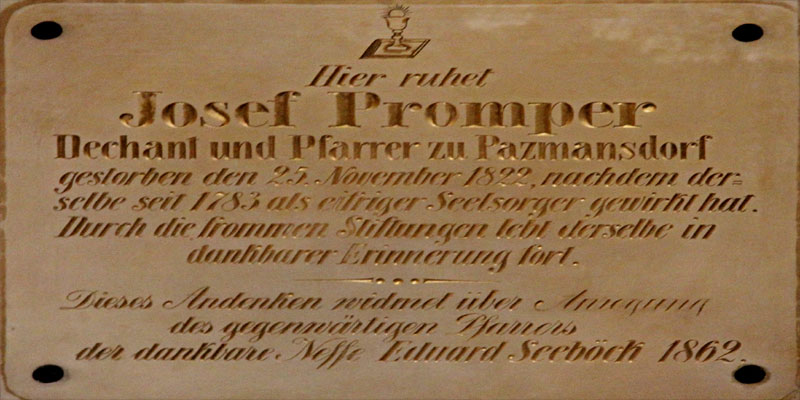 Hier ruhet
Josef Promper
Dechant und Pfarrer zu Pazmansdorf
gestorben den 25. November 1822, nachdem der=
selbe seit 1783 als eifriger Seelsorger gewirkt hat.
Durch die frommen Stiftungen lebt derselbe in
dankbarer Erinnerung fort.
Dieses Andenken widmet über Anregung
des gegenwärtigen Pfarrers
der dankbare Neffe Eduard Seeböck 1862.